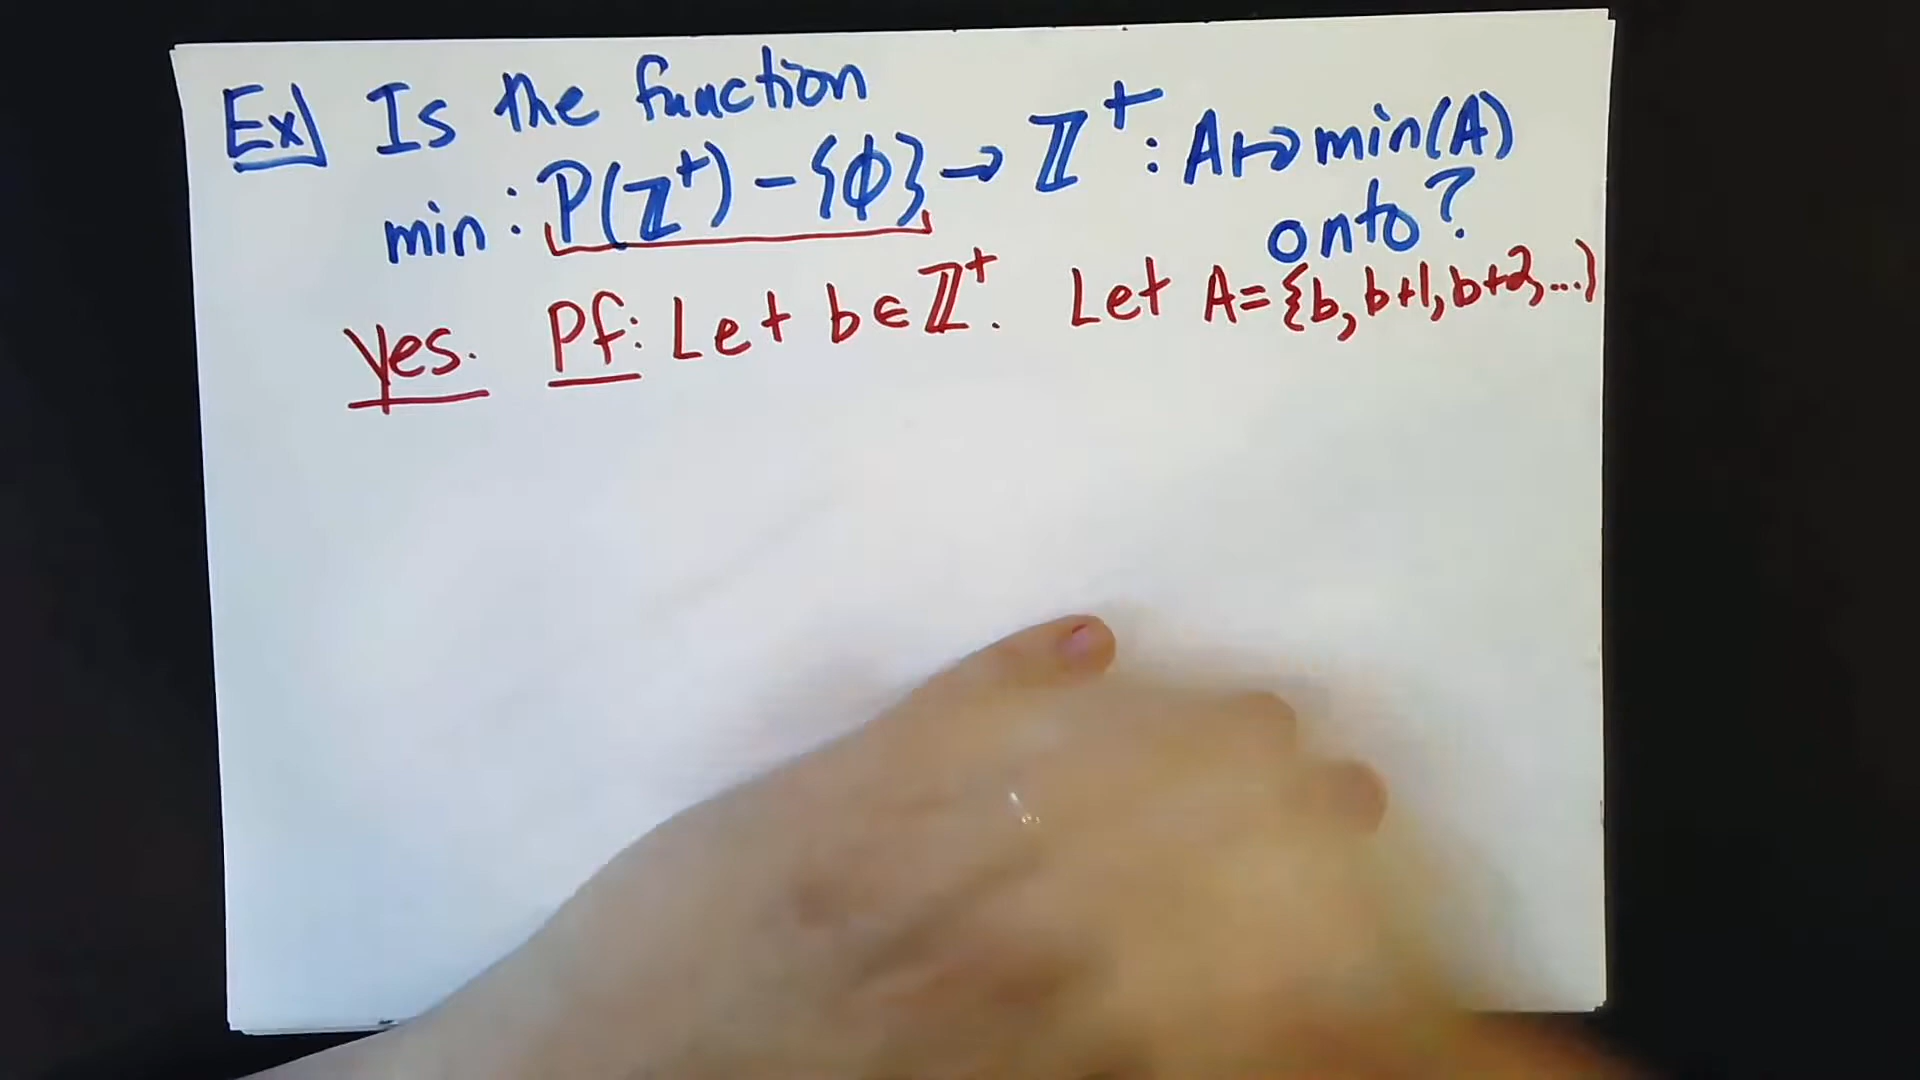 Ex] Is the function
min : P(ℤ⁺) - {ϕ} → ℤ⁺ : A ↦ min(A)
onto?
yes. Pf: Let b ∈ ℤ⁺. Let A = {b, b+1, b+2, ...}